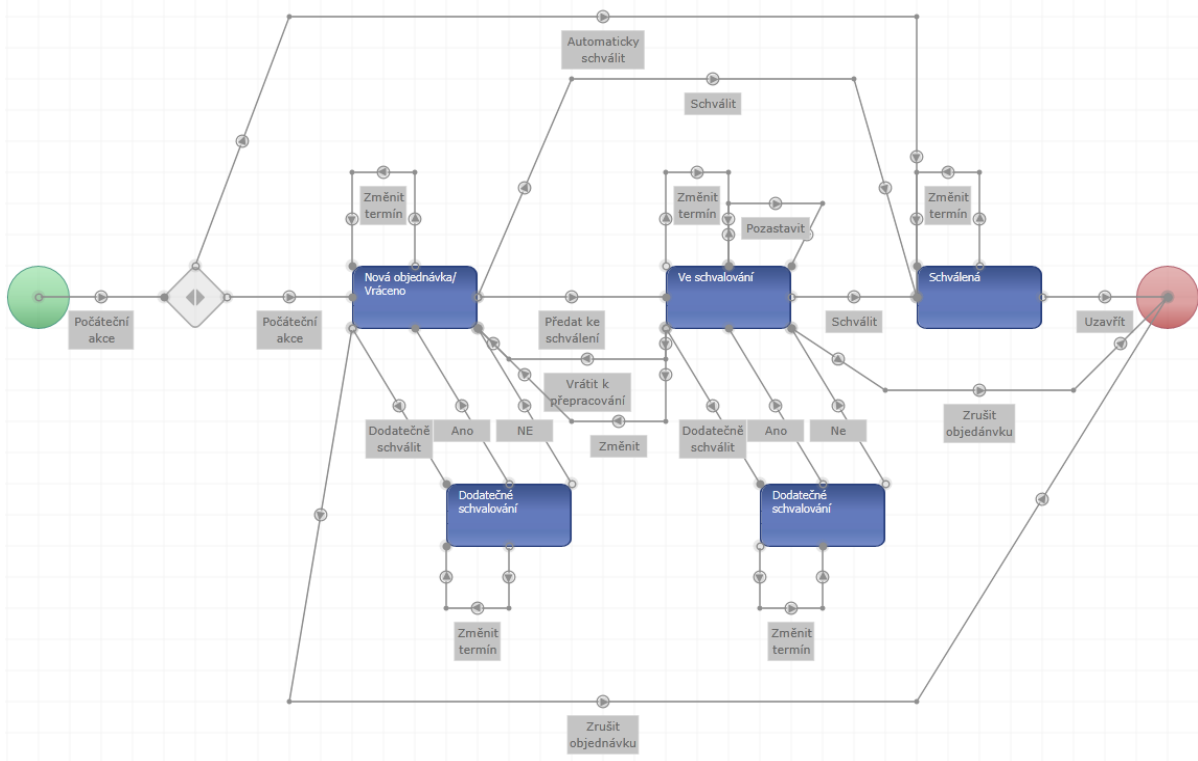 Automaticky
schválit
Schválit
Změnit
termín
Změnit
termín
Pozastavit
Změnit
termín
Nová objednávka/
Vráceno
Ve schvalování
Schválená
Počáteční
akce
Počáteční
akce
Předat ke
schválení
Schválit
Uzavřít
Vrátit k
přepracování
Zrušit
objedánvku
Dodatečně
schválit
Ano
NE
Změnit
Dodatečně
schválit
Ano
Ne
Dodatečné
schvalování
Dodatečné
schvalování
Změnit
termín
Změnit
termín
Zrušit
objednávku